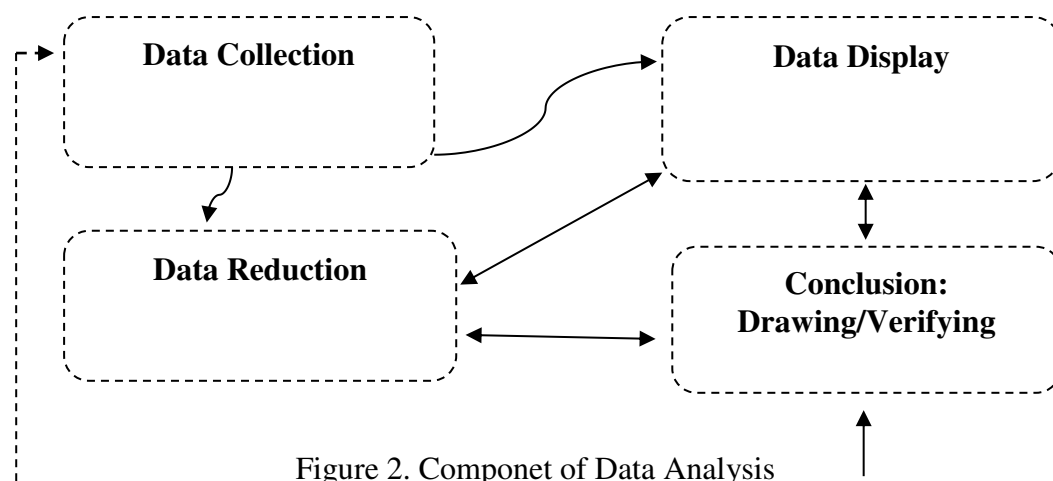 Data Collection
Data Display
Data Reduction
Conclusion:
Drawing/Verifying
Figure 2. Componet of Data Analysis